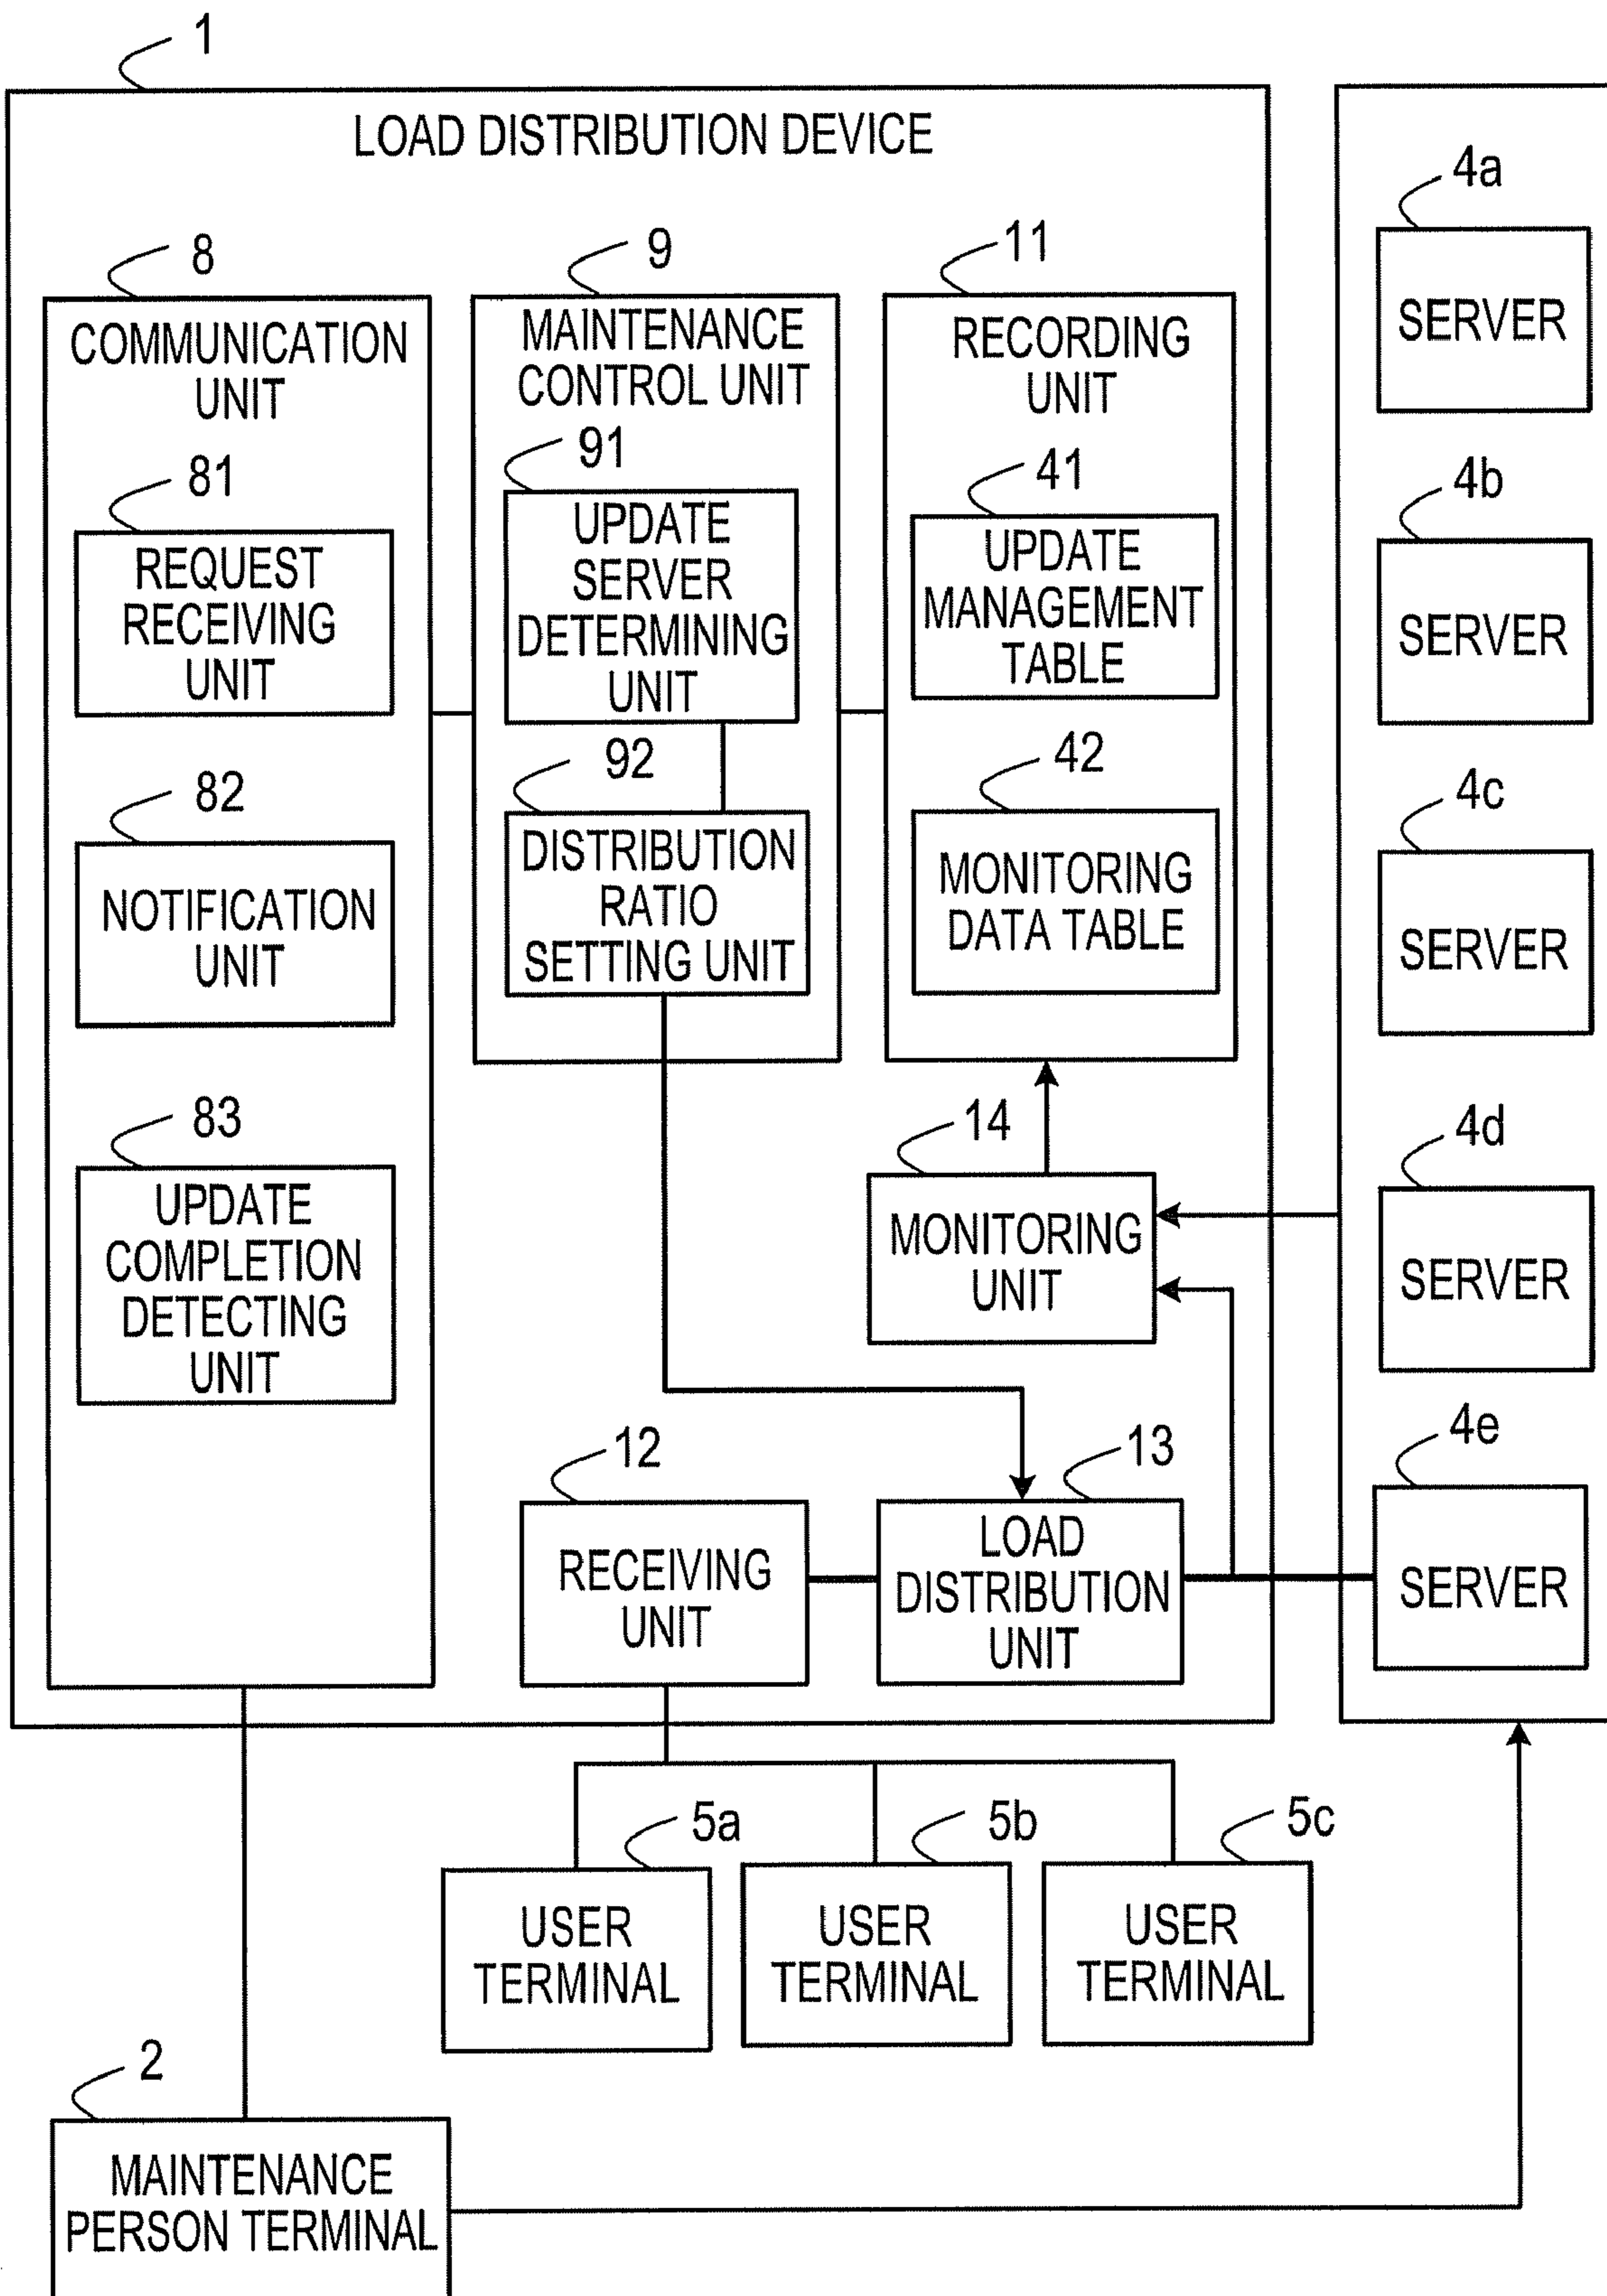 1
LOAD DISTRIBUTION DEVICE
8
COMMUNICATION
UNIT
81
REQUEST
RECEIVING
UNIT
82
NOTIFICATION
UNIT
83
UPDATE
COMPLETION
DETECTING
UNIT
9
MAINTENANCE
CONTROL UNIT
91
UPDATE
SERVER
DETERMINING
UNIT
92
DISTRIBUTION
RATIO
SETTING UNIT
11
RECORDING
UNIT
41
UPDATE
MANAGEMENT
TABLE
42
MONITORING
DATA TABLE
14
MONITORING
UNIT
12
RECEIVING
UNIT
13
LOAD
DISTRIBUTION
UNIT
4a
SERVER
4b
SERVER
4c
SERVER
4d
SERVER
4e
SERVER
5a
USER
TERMINAL
5b
USER
TERMINAL
5c
USER
TERMINAL
2
MAINTENANCE
PERSON TERMINAL